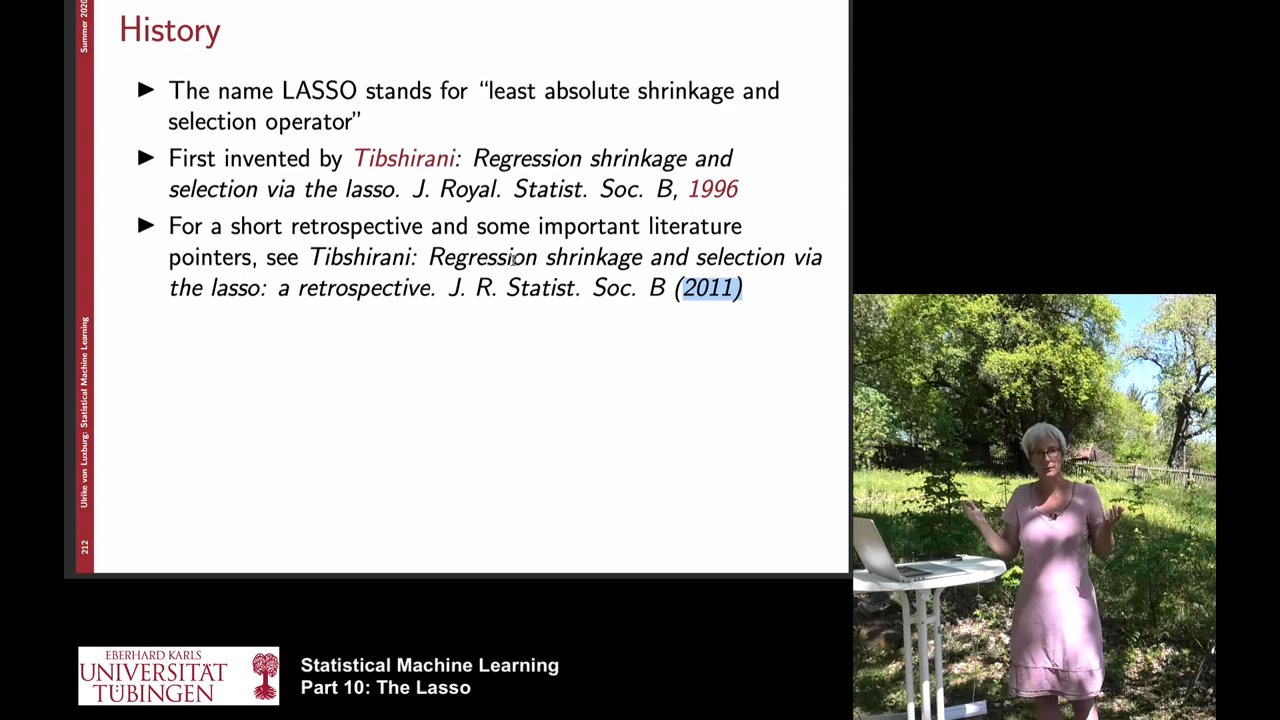 Summer 2020
History
► The name LASSO stands for “least absolute shrinkage and
selection operator”
► First invented by Tibshirani: Regression shrinkage and
selection via the lasso. J. Royal. Statist. Soc. B, 1996
► For a short retrospective and some important literature
pointers, see Tibshirani: Regression shrinkage and selection via
the lasso: a retrospective. J. R. Statist. Soc. B (2011)
Ulrike von Luxburg: Statistical Machine Learning
212
EBERHARD KARLS
UNIVERSITÄT
TÜBINGEN
Statistical Machine Learning
Part 10: The Lasso